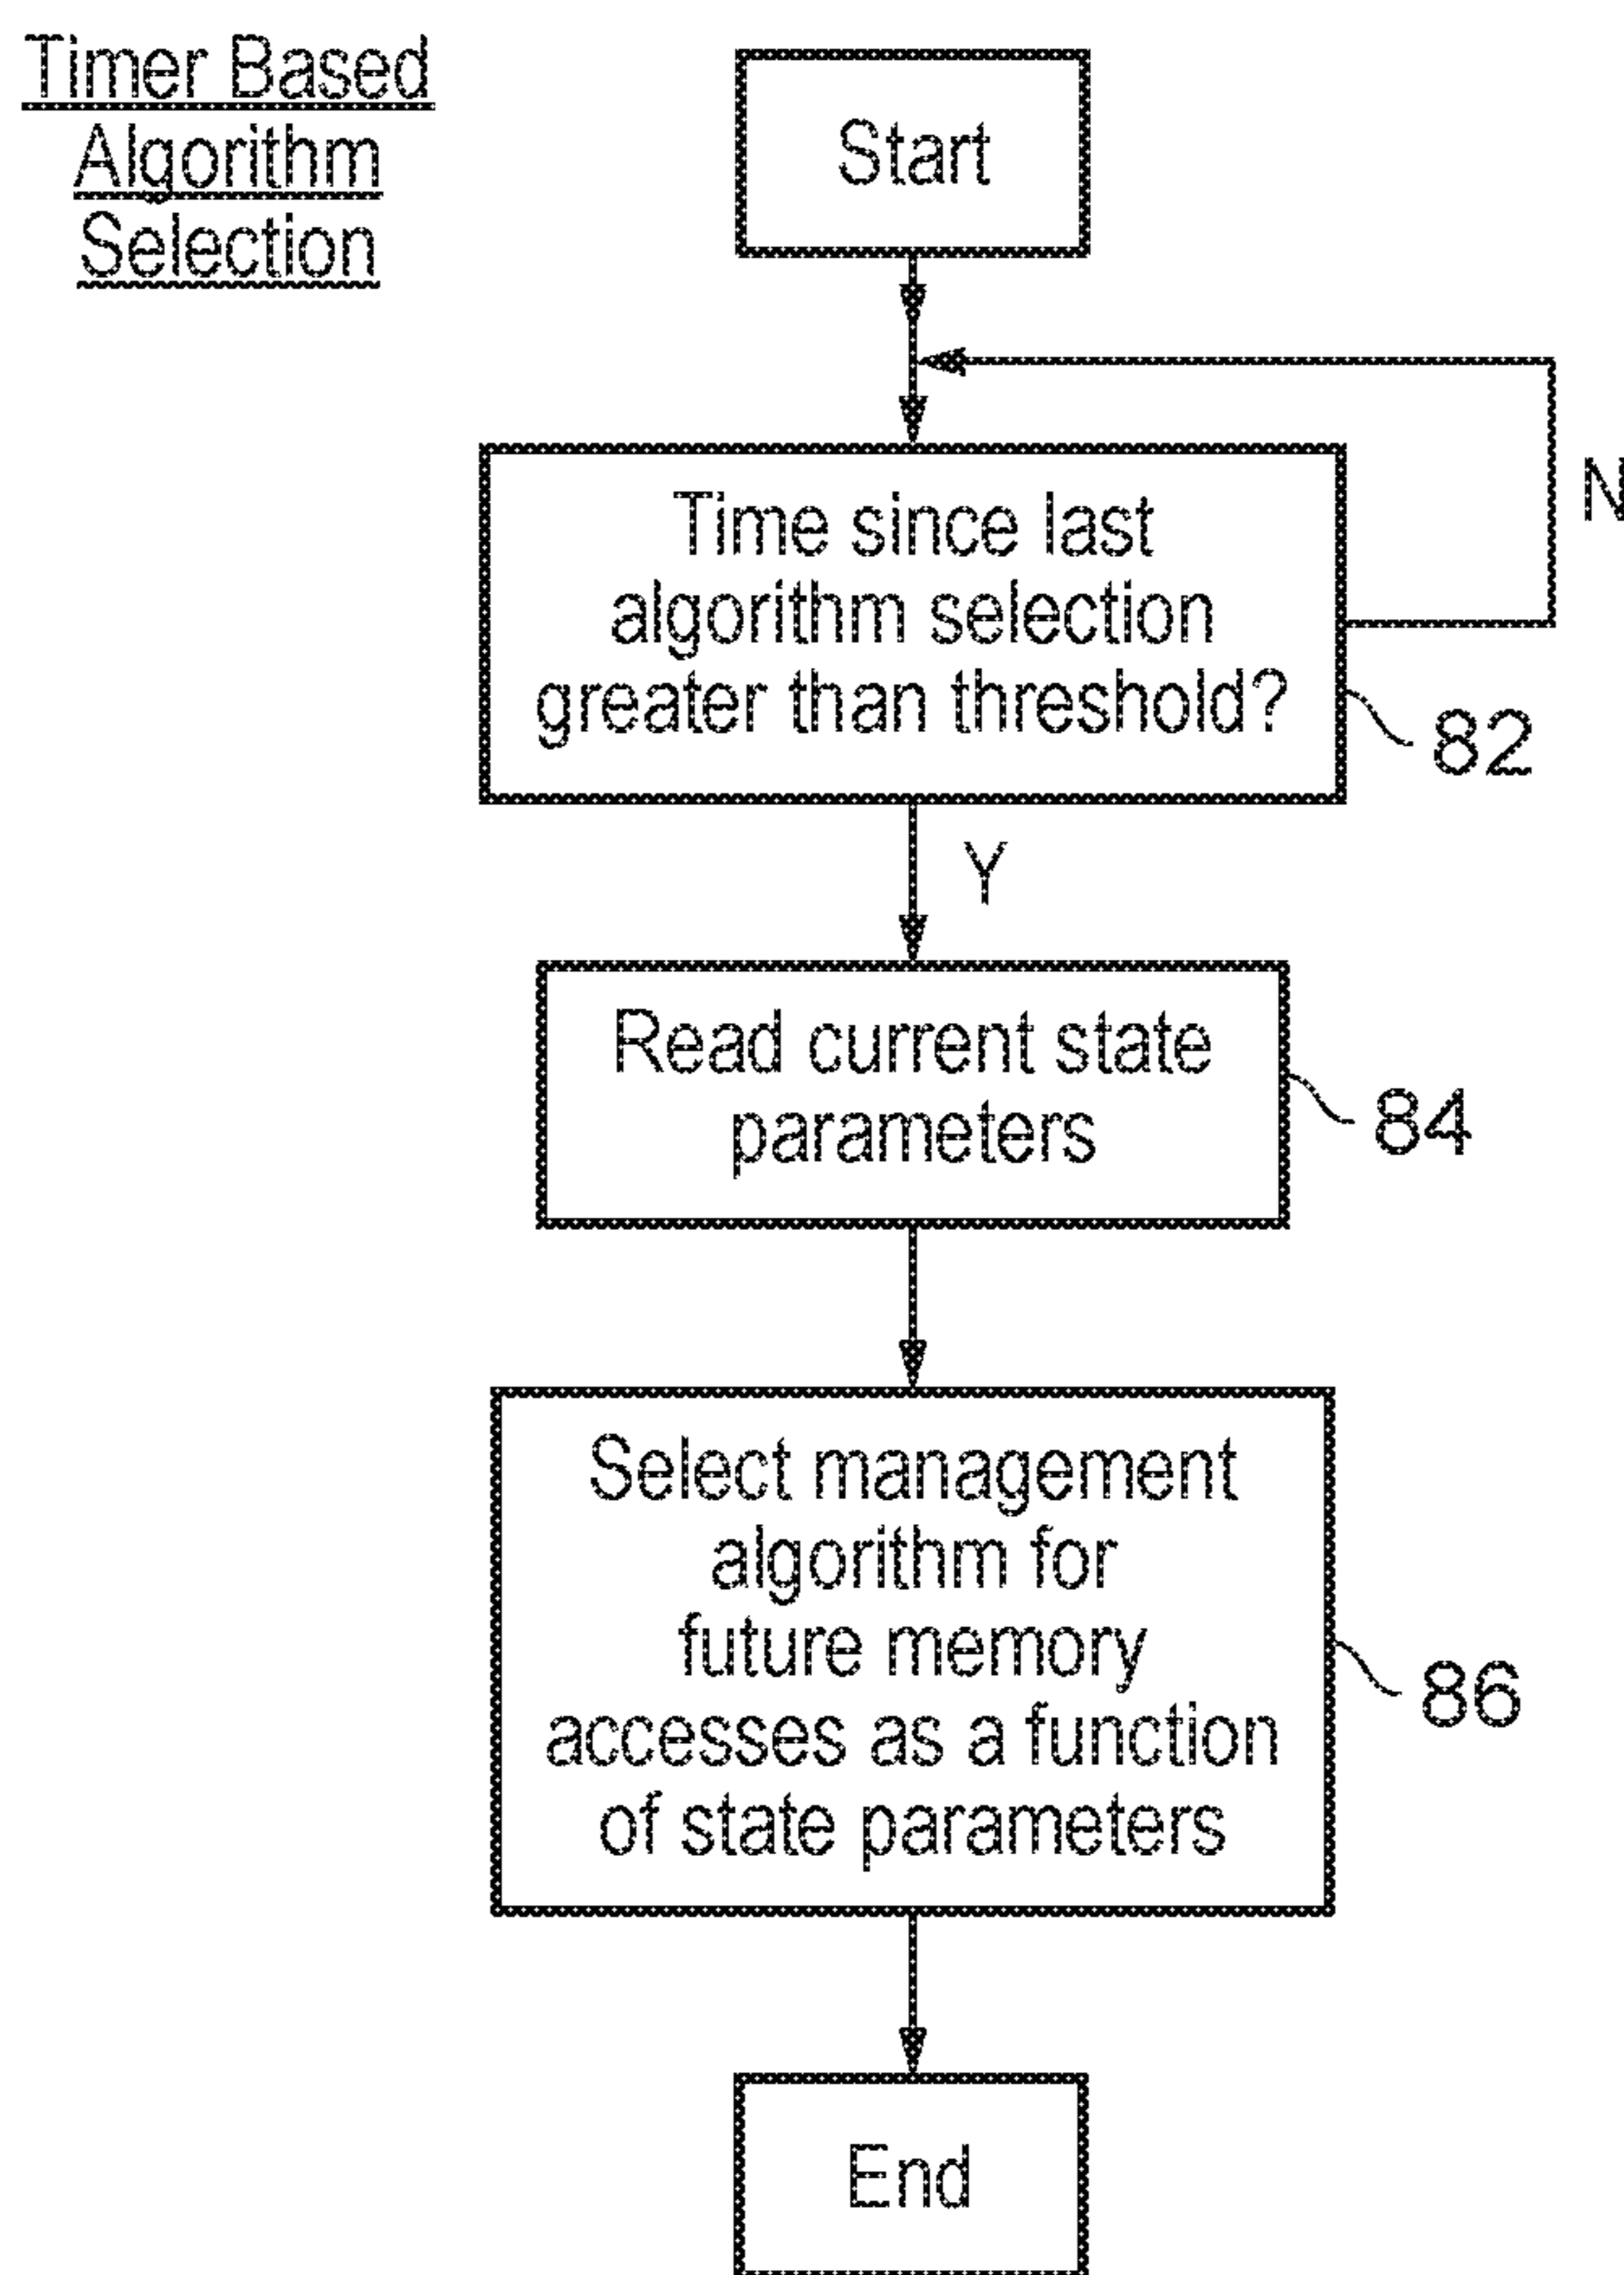 Timer Based
Algorithm
Selection
Start
N
Time since last
algorithm selection
greater than threshold?
82
Y
Read current state
parameters
84
Select management
algorithm for
future memory
accesses as a function
of state parameters
86
End